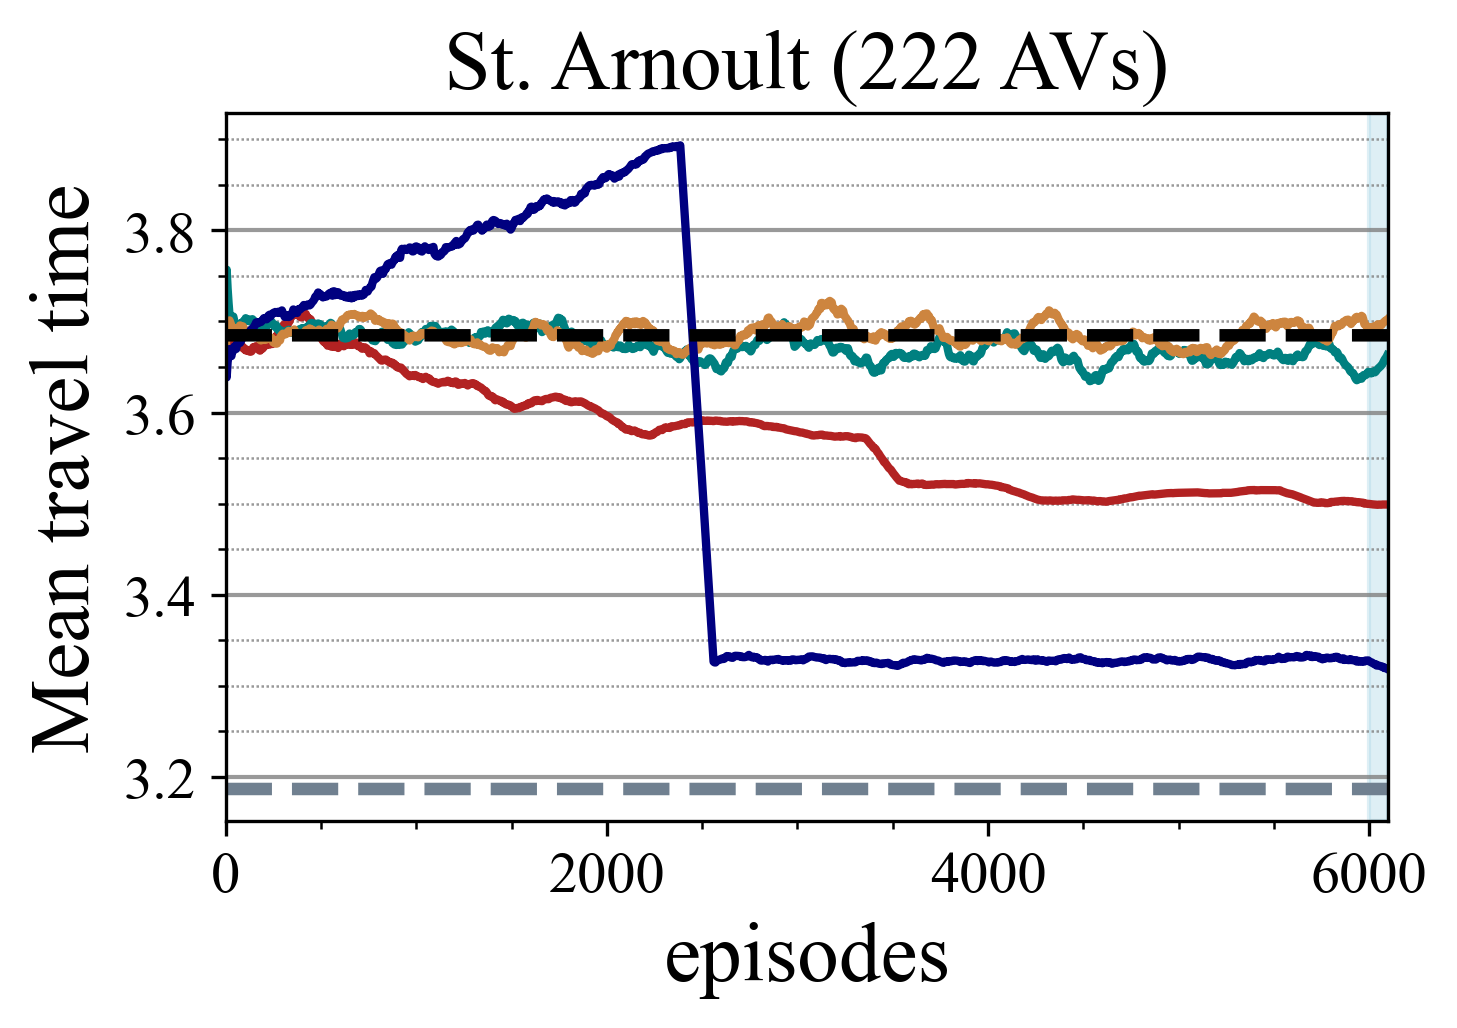 St. Arnoult (222 AVs)
Mean travel time
3.8
3.6
3.4
3.2
0 2000 4000 6000
episodes